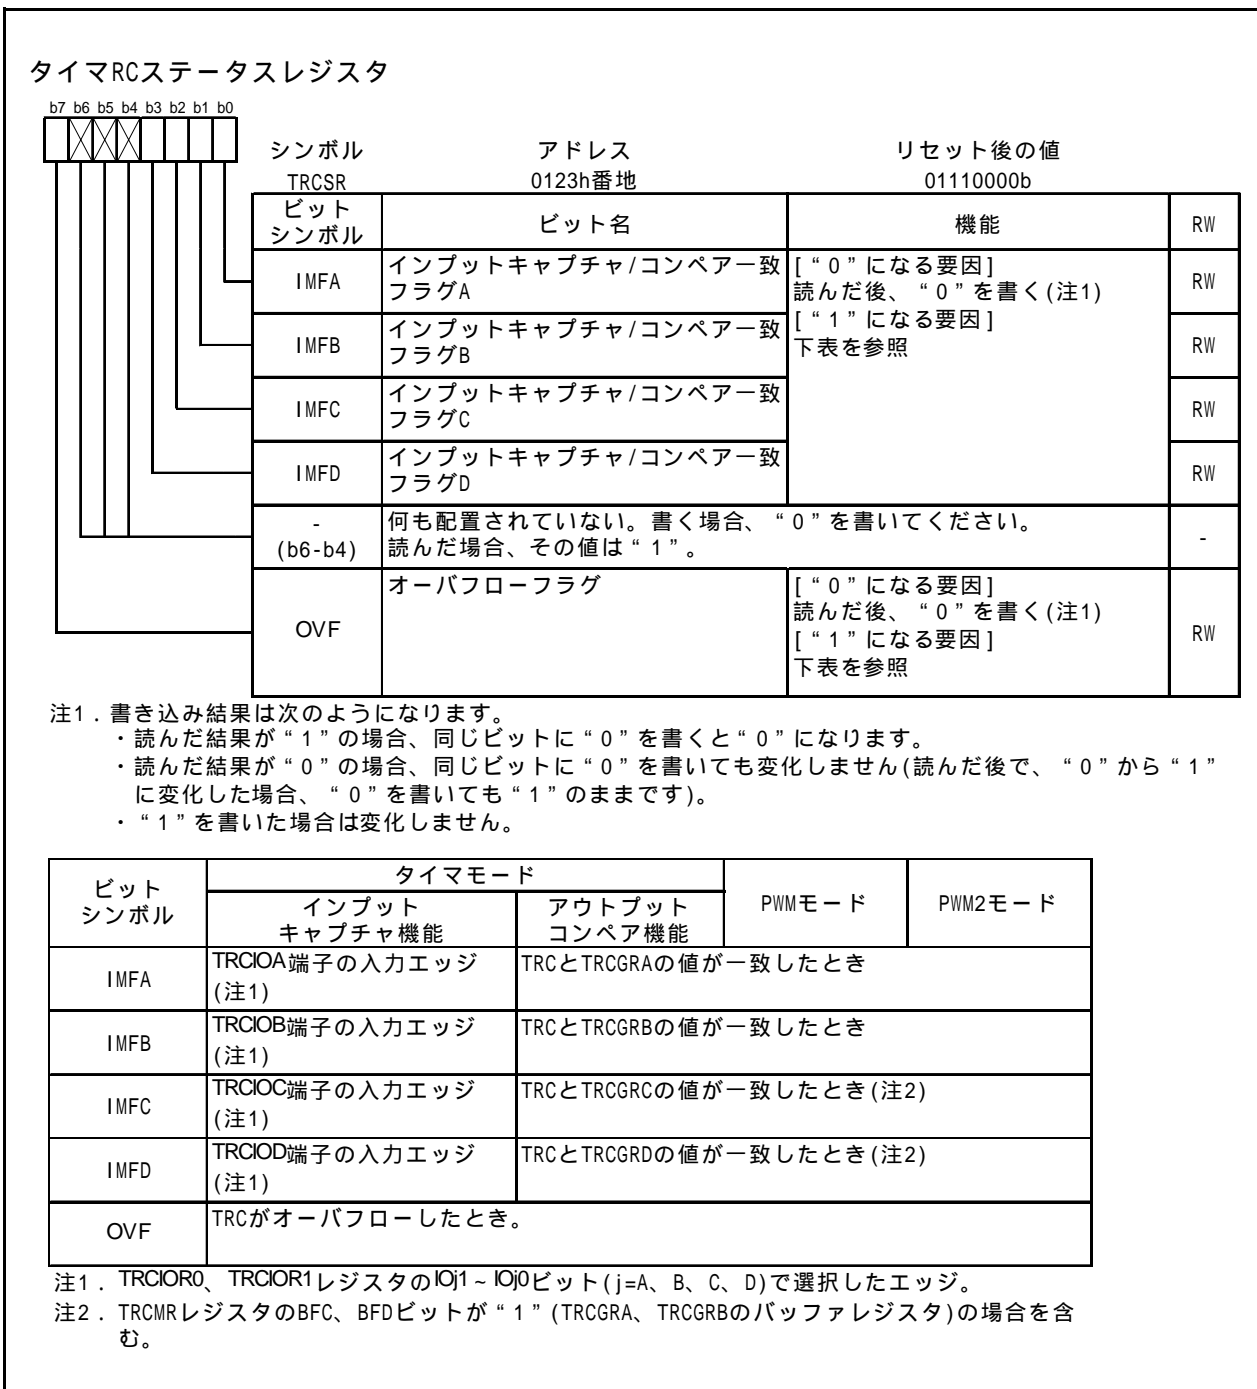 タイマRCステータスレジスタ
b7 b6 b5 b4 b3 b2 b1 b0
シンボル アドレス リセット後の値
TRCSR 0123h番地 01110000b
ビット
シンボル ビット名 機能 RW
IMFA インプットキャプチャ/コンペア一致
フラグA RW
[“0”になる要因]
読んだ後、“0”を書く(注1)
[“1”になる要因]
下表を参照
IMFB インプットキャプチャ/コンペア一致
フラグB RW
IMFC インプットキャプチャ/コンペア一致
フラグC RW
IMFD インプットキャプチャ/コンペア一致
フラグD RW
-
(b6-b4) 何も配置されていない。書く場合、“0”を書いてください。
読んだ場合、その値は“1”。 -
OVF オーバフローフラグ RW
[“0”になる要因]
読んだ後、“0”を書く(注1)
[“1”になる要因]
下表を参照
注1．書き込み結果は次のようになります。
・読んだ結果が“1”の場合、同じビットに“0”を書くと“0”になります。
・読んだ結果が“0”の場合、同じビットに“0”を書いても変化しません(読んだ後で、“0”から“1”
に変化した場合、“0”を書いても“1”のままです)。
・“1”を書いた場合は変化しません。
ビット
シンボル
タイマモード
インプット
キャプチャ機能
アウトプット
コンペア機能
PWMモード PWM2モード
IMFA TRCIOA端子の入力エッジ
(注1)
TRCとTRCGRAの値が一致したとき
IMFB TRCIOB端子の入力エッジ
(注1)
TRCとTRCGRBの値が一致したとき
IMFC TRCIOC端子の入力エッジ
(注1)
TRCとTRCGRCの値が一致したとき(注2)
IMFD TRCIOD端子の入力エッジ
(注1)
TRCとTRCGRDの値が一致したとき(注2)
OVF TRCがオーバフローしたとき。
注1．TRCIOR0、TRCIOR1レジスタのIOj1～IOj0ビット(j=A、B、C、D)で選択したエッジ。
注2．TRCMRレジスタのBFC、BFDビットが“1”(TRCGRA、TRCGRBのバッファレジスタ)の場合を含
む。